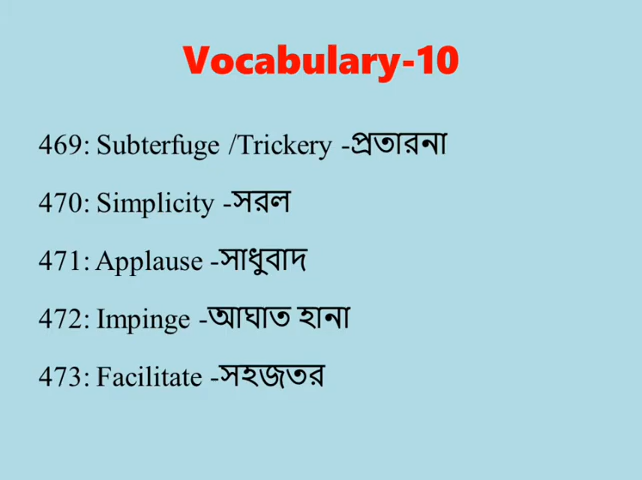 Vocabulary-10
469: Subterfuge /Trickery -প্রতারনা
470: Simplicity -সরল
471: Applause -সাধুবাদ
472: Impinge -আঘাত হানা
473: Facilitate -সহজতর